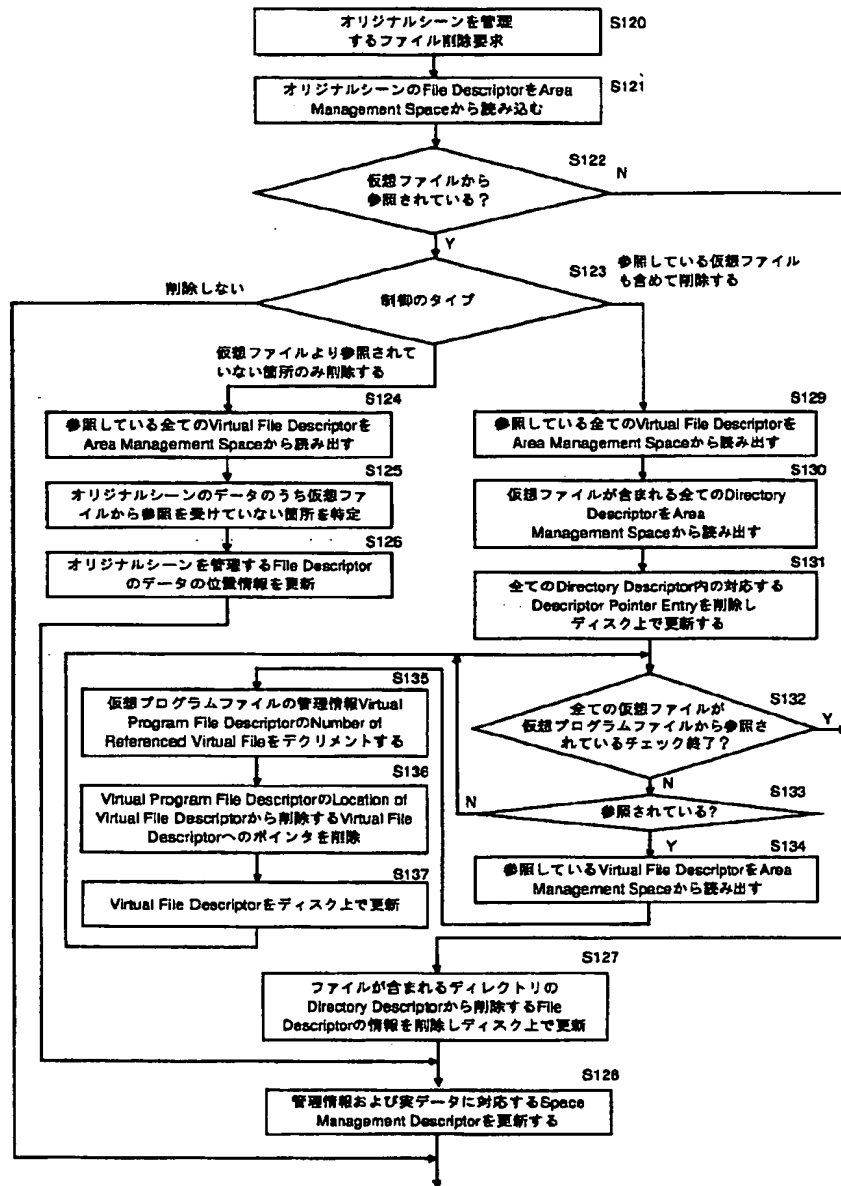 オリジナルシーンを管理
するファイル削除要求
S120
オリジナルシーンのFile DescriptorをArea
Management Spaceから読み込む
S121
S122
仮想ファイルから
参照されている？
N
Y
S123
制御のタイプ
削除しない
参照している仮想ファイル
も含めて削除する
仮想ファイルより参照されて
いない箇所のみ削除する
S124
参照している全てのVirtual File Descriptorを
Area Management Spaceから読み出す
S125
オリジナルシーンのデータのうち仮想ファ
イルから参照を受けていない箇所を特定
S126
オリジナルシーンを管理するFile Descriptor
のデータの位置情報を更新
S129
参照している全てのVirtual File Descriptorを
Area Management Spaceから読み出す
S130
仮想ファイルが含まれる全てのDirectory
DescriptorをArea
Management Spaceから読み出す
S131
全てのDirectory Descriptor内の対応する
Descriptor Pointer Entryを削除し
ディスク上で更新する
S132
全ての仮想ファイルが
仮想プログラムファイルから参照さ
れているチェック終了？
Y
N
S133
参照されている?
N
Y
S134
参照しているVirtual File DescriptorをArea
Management Spaceから読み出す
S135
仮想プログラムファイルの管理情報Virtual
Program File DescriptorのNumber of
Referenced Virtual Fileをデクリメントする
S136
Virtual Program File DescriptorのLocation of
Virtual File Descriptorから削除するVirtual File
Descriptorへのポインタを削除
S137
Virtual File Descriptorをディスク上で更新
S127
ファイルが含まれるディレクトリの
Directory Descriptorから削除するFile
Descriptorの情報を削除しディスク上で更新
S128
管理情報および実データに対応するSpace
Management Descriptorを更新する